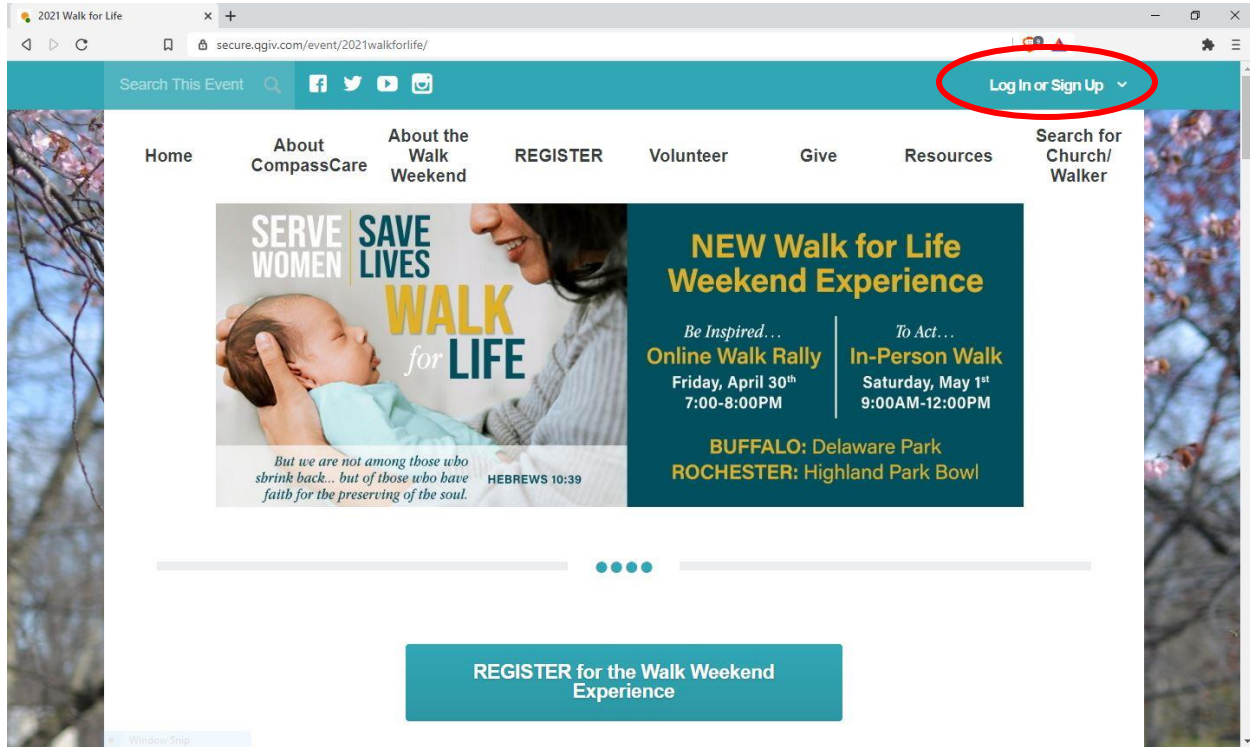 2021 Walk for Life
secure.qgiv.com/event/2021walkforlife/
Search This Event
Log In or Sign Up
Home
About
CompassCare
About the
Walk
Weekend
REGISTER
Volunteer
Give
Resources
Search for
Church/
Walker
SERVE
WOMEN
SAVE
LIVES
WALK
for LIFE
But we are not among those who
shrink back... but of those who have
faith for the preserving of the soul.
HEBREWS 10:39
NEW Walk for Life
Weekend Experience
Be Inspired...
Online Walk Rally
Friday, April 30th
7:00-8:00PM
To Act...
In-Person Walk
Saturday, May 1st
9:00AM-12:00PM
BUFFALO: Delaware Park
ROCHESTER: Highland Park Bowl
REGISTER for the Walk Weekend
Experience
Window Snip